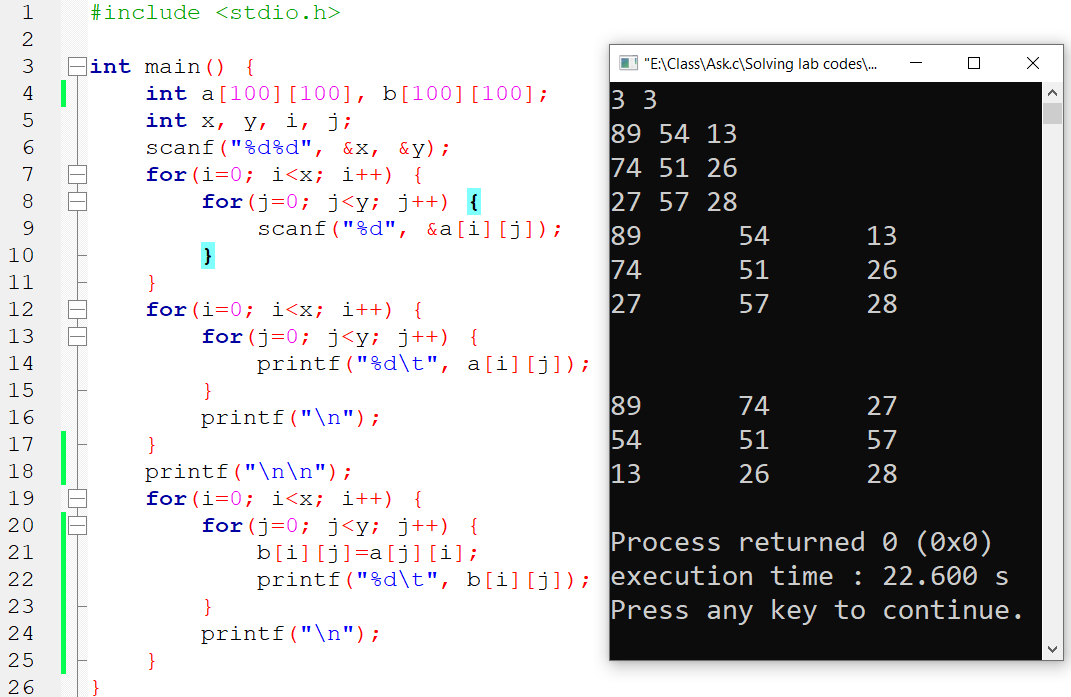 1 #include <stdio.h>
2
3 int main() {
4 int a[100][100], b[100][100];
5 int x, y, i, j;
6 scanf("%d%d", &x, &y);
7 for(i=0; i<x; i++) {
8 for(j=0; j<y; j++) {
9 scanf("%d", &a[i][j]);
10 }
11 }
12 for(i=0; i<x; i++) {
13 for(j=0; j<y; j++) {
14 printf("%d\t", a[i][j]);
15 }
16 printf("\n");
17 }
18 printf("\n\n");
19 for(i=0; i<x; i++) {
20 for(j=0; j<y; j++) {
21 b[i][j]=a[j][i];
22 printf("%d\t", b[i][j]);
23 }
24 printf("\n");
25 }
26 }
"E:\Class\Ask.c\Solving lab codes\...
3 3
89 54 13
74 51 26
27 57 28
89 54 13
74 51 26
27 57 28
89 74 27
54 51 57
13 26 28
Process returned 0 (0x0)
execution time : 22.600 s
Press any key to continue.